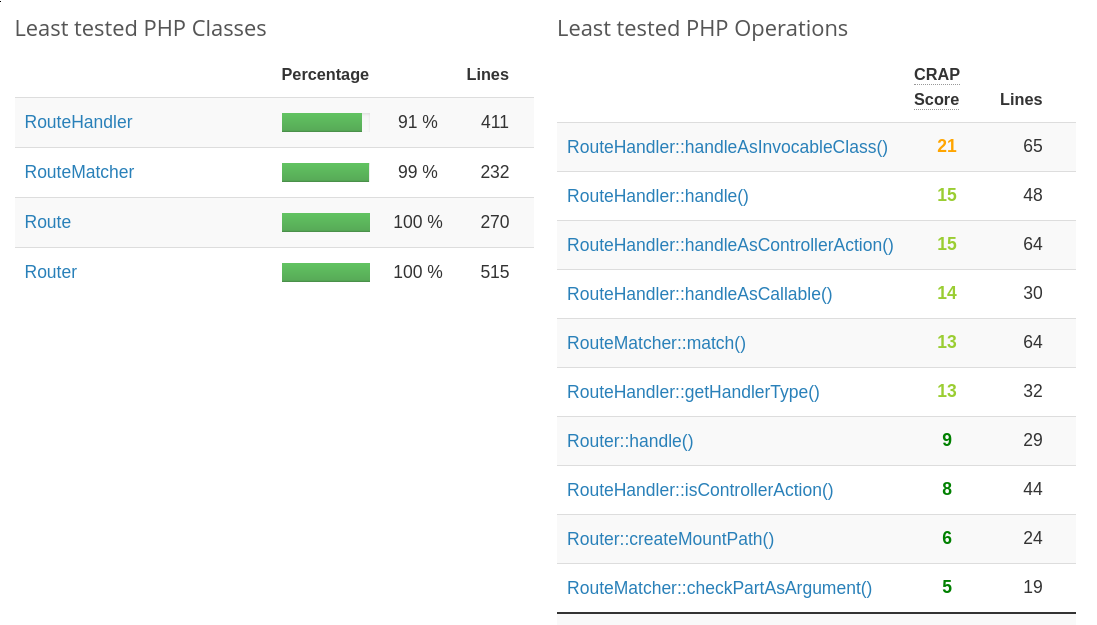 Least tested PHP Classes
Percentage Lines
RouteHandler 91 % 411
RouteMatcher 99 % 232
Route 100 % 270
Router 100 % 515
Least tested PHP Operations
CRAP
Score Lines
RouteHandler::handleAsInvocableClass() 21 65
RouteHandler::handle() 15 48
RouteHandler::handleAsControllerAction() 15 64
RouteHandler::handleAsCallable() 14 30
RouteMatcher::match() 13 64
RouteHandler::getHandlerType() 13 32
Router::handle() 9 29
RouteHandler::isControllerAction() 8 44
Router::createMountPath() 6 24
RouteMatcher::checkPartAsArgument() 5 19